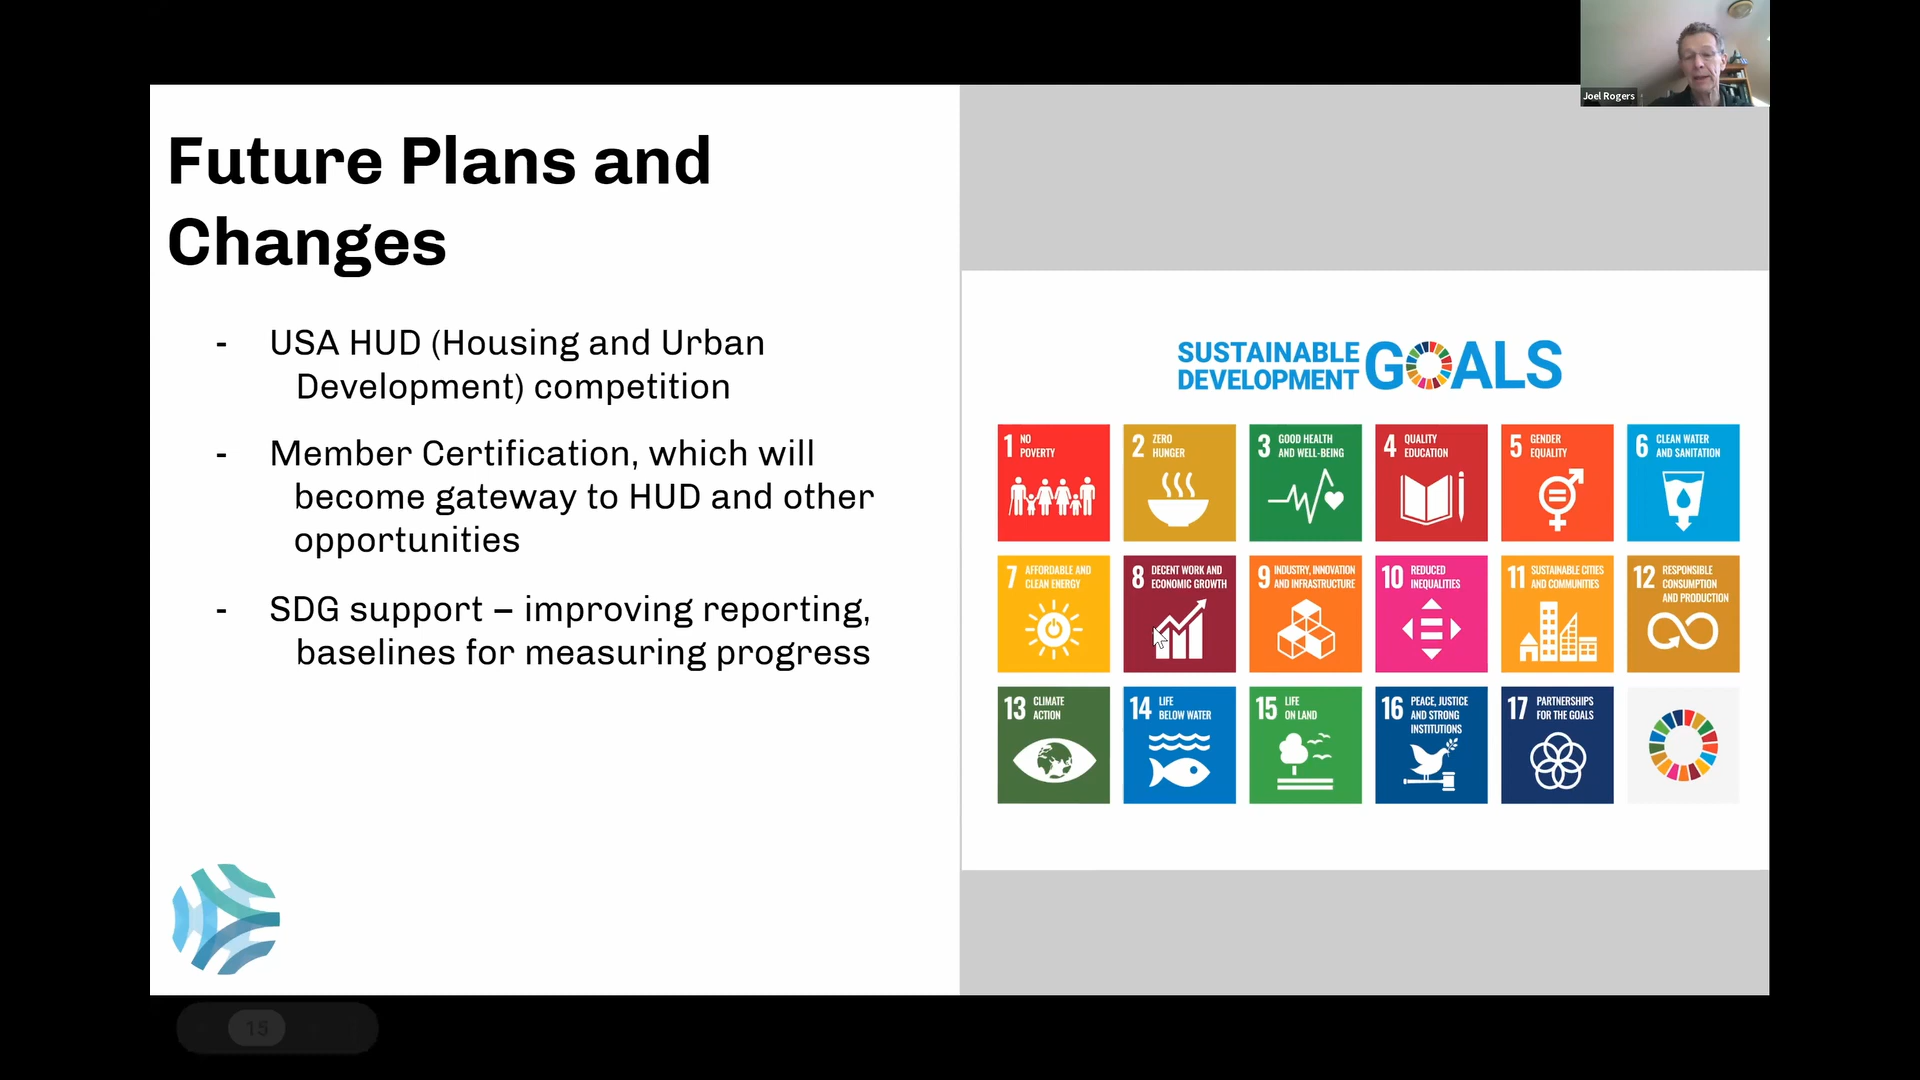 Joel Rogers
Future Plans and
Changes
- USA HUD (Housing and Urban
Development) competition
- Member Certification, which will
become gateway to HUD and other
opportunities
- SDG support – improving reporting,
baselines for measuring progress
SUSTAINABLE
DEVELOPMENT
GOALS
1 NO
POVERTY
2 ZERO
HUNGER
3 GOOD HEALTH
AND WELL-BEING
4 QUALITY
EDUCATION
5 GENDER
EQUALITY
6 CLEAN WATER
AND SANITATION
7 AFFORDABLE AND
CLEAN ENERGY
8 DECENT WORK AND
ECONOMIC GROWTH
9 INDUSTRY, INNOVATION
AND INFRASTRUCTURE
10 REDUCED
INEQUALITIES
11 SUSTAINABLE CITIES
AND COMMUNITIES
12 RESPONSIBLE
CONSUMPTION
AND PRODUCTION
13 CLIMATE
ACTION
14 LIFE
BELOW WATER
15 LIFE
ON LAND
16 PEACE, JUSTICE
AND STRONG
INSTITUTIONS
17 PARTNERSHIPS
FOR THE GOALS
15